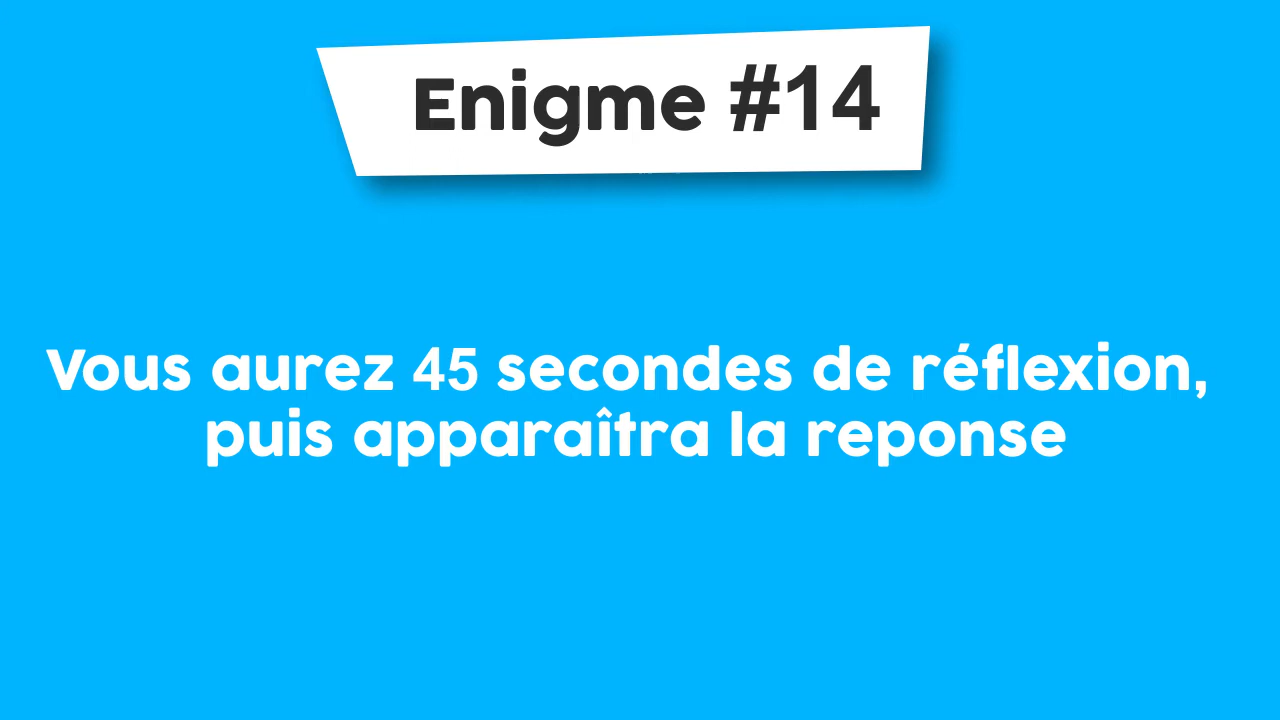 Enigme #14
Vous aurez 45 secondes de réflexion,
puis apparaîtra la reponse